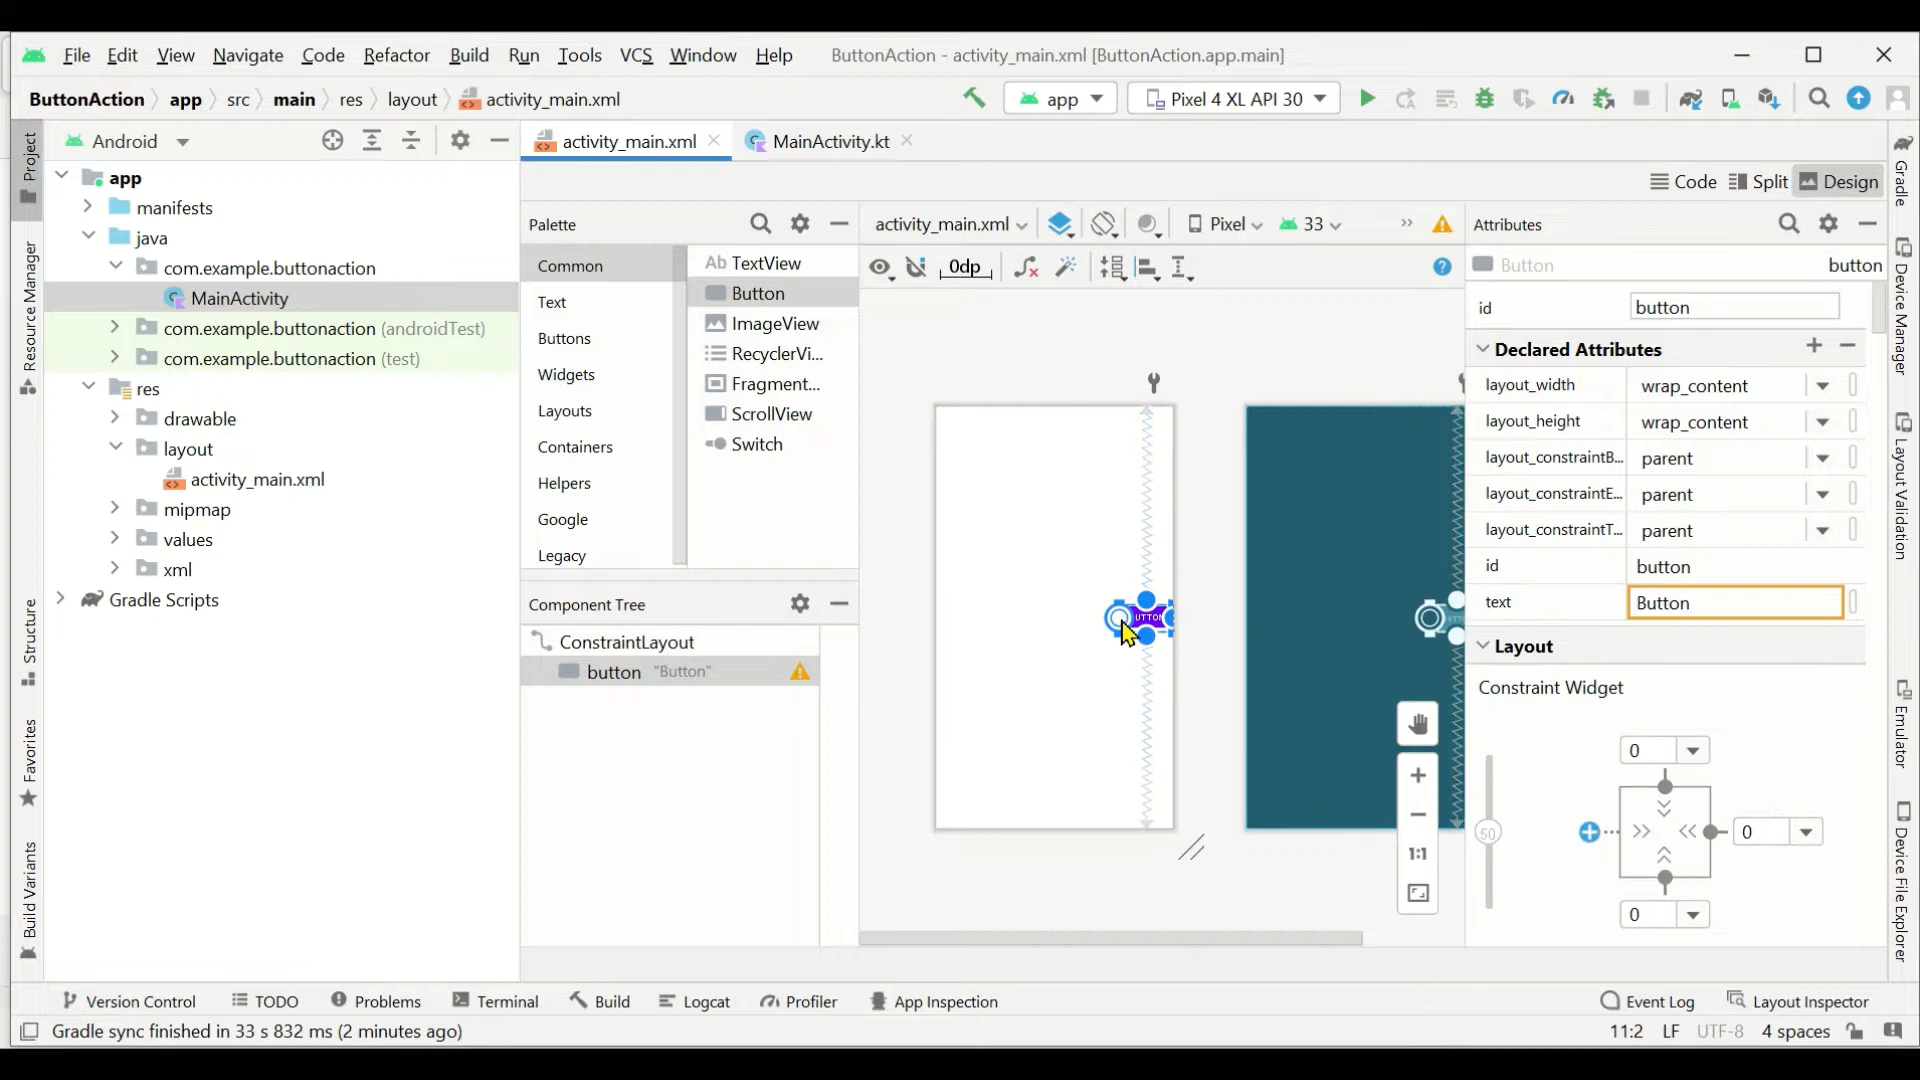 File Edit View Navigate Code Refactor Build Run Tools VCS Window Help ButtonAction - activity_main.xml [ButtonAction.app.main]
ButtonAction app src main res layout activity_main.xml app Pixel 4 XL API 30
Project
Resource Manager
Structure
Favorites
Build Variants
Android
app
manifests
java
com.example.buttonaction
MainActivity
com.example.buttonaction (androidTest)
com.example.buttonaction (test)
res
drawable
layout
activity_main.xml
mipmap
values
xml
Gradle Scripts
activity_main.xml MainActivity.kt
Code Split Design
Palette
Common
Text
Buttons
Widgets
Layouts
Containers
Helpers
Google
Legacy
Ab TextView
Button
ImageView
RecyclerVi...
Fragment...
ScrollView
Switch
Component Tree
ConstraintLayout
button "Button"
activity_main.xml Pixel 33 »
0dp
UTTON
1:1
Attributes
Button button
id button
Declared Attributes
layout_width wrap_content
layout_height wrap_content
layout_constraintB... parent
layout_constraintE... parent
layout_constraintT... parent
id button
text Button
Layout
Constraint Widget
0
50
0
0
Gradle
Device Manager
Layout Validation
Emulator
Device File Explorer
Version Control TODO Problems Terminal Build Logcat Profiler App Inspection Event Log Layout Inspector
Gradle sync finished in 33 s 832 ms (2 minutes ago) 11:2 LF UTF-8 4 spaces